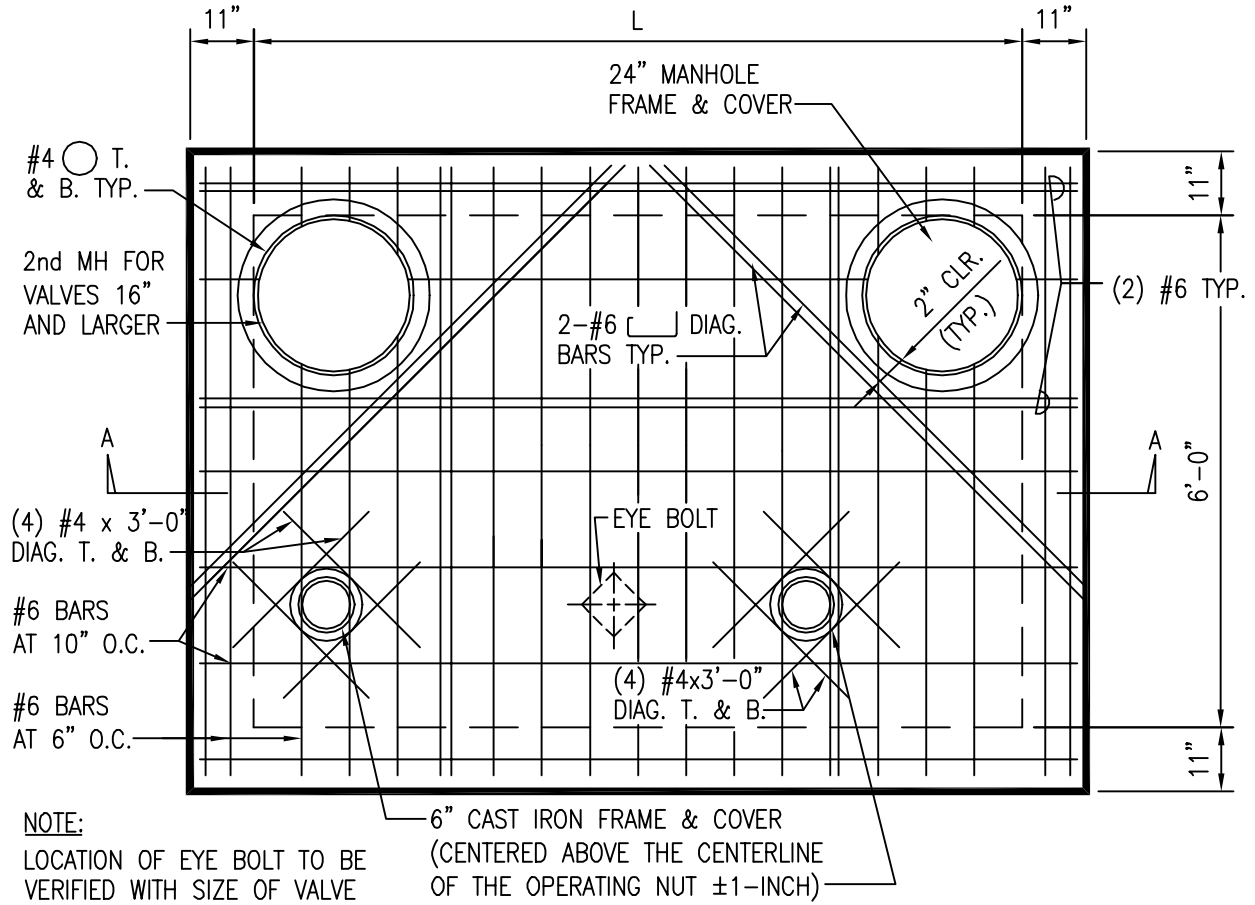 11" L 11"
24" MANHOLE
FRAME & COVER
#4 T.
& B. TYP.
11"
2nd MH FOR
VALVES 16"
AND LARGER
2" CLR.
(TYP.)
(2) #6 TYP.
2-#6 DIAG.
BARS TYP.
A A
6'-0"
(4) #4 x 3'-0"
DIAG. T. & B.
EYE BOLT
#6 BARS
AT 10" O.C.
(4) #4x3'-0"
DIAG. T. & B.
#6 BARS
AT 6" O.C.
11"
NOTE:
LOCATION OF EYE BOLT TO BE
VERIFIED WITH SIZE OF VALVE
6" CAST IRON FRAME & COVER
(CENTERED ABOVE THE CENTERLINE
OF THE OPERATING NUT ±1-INCH)